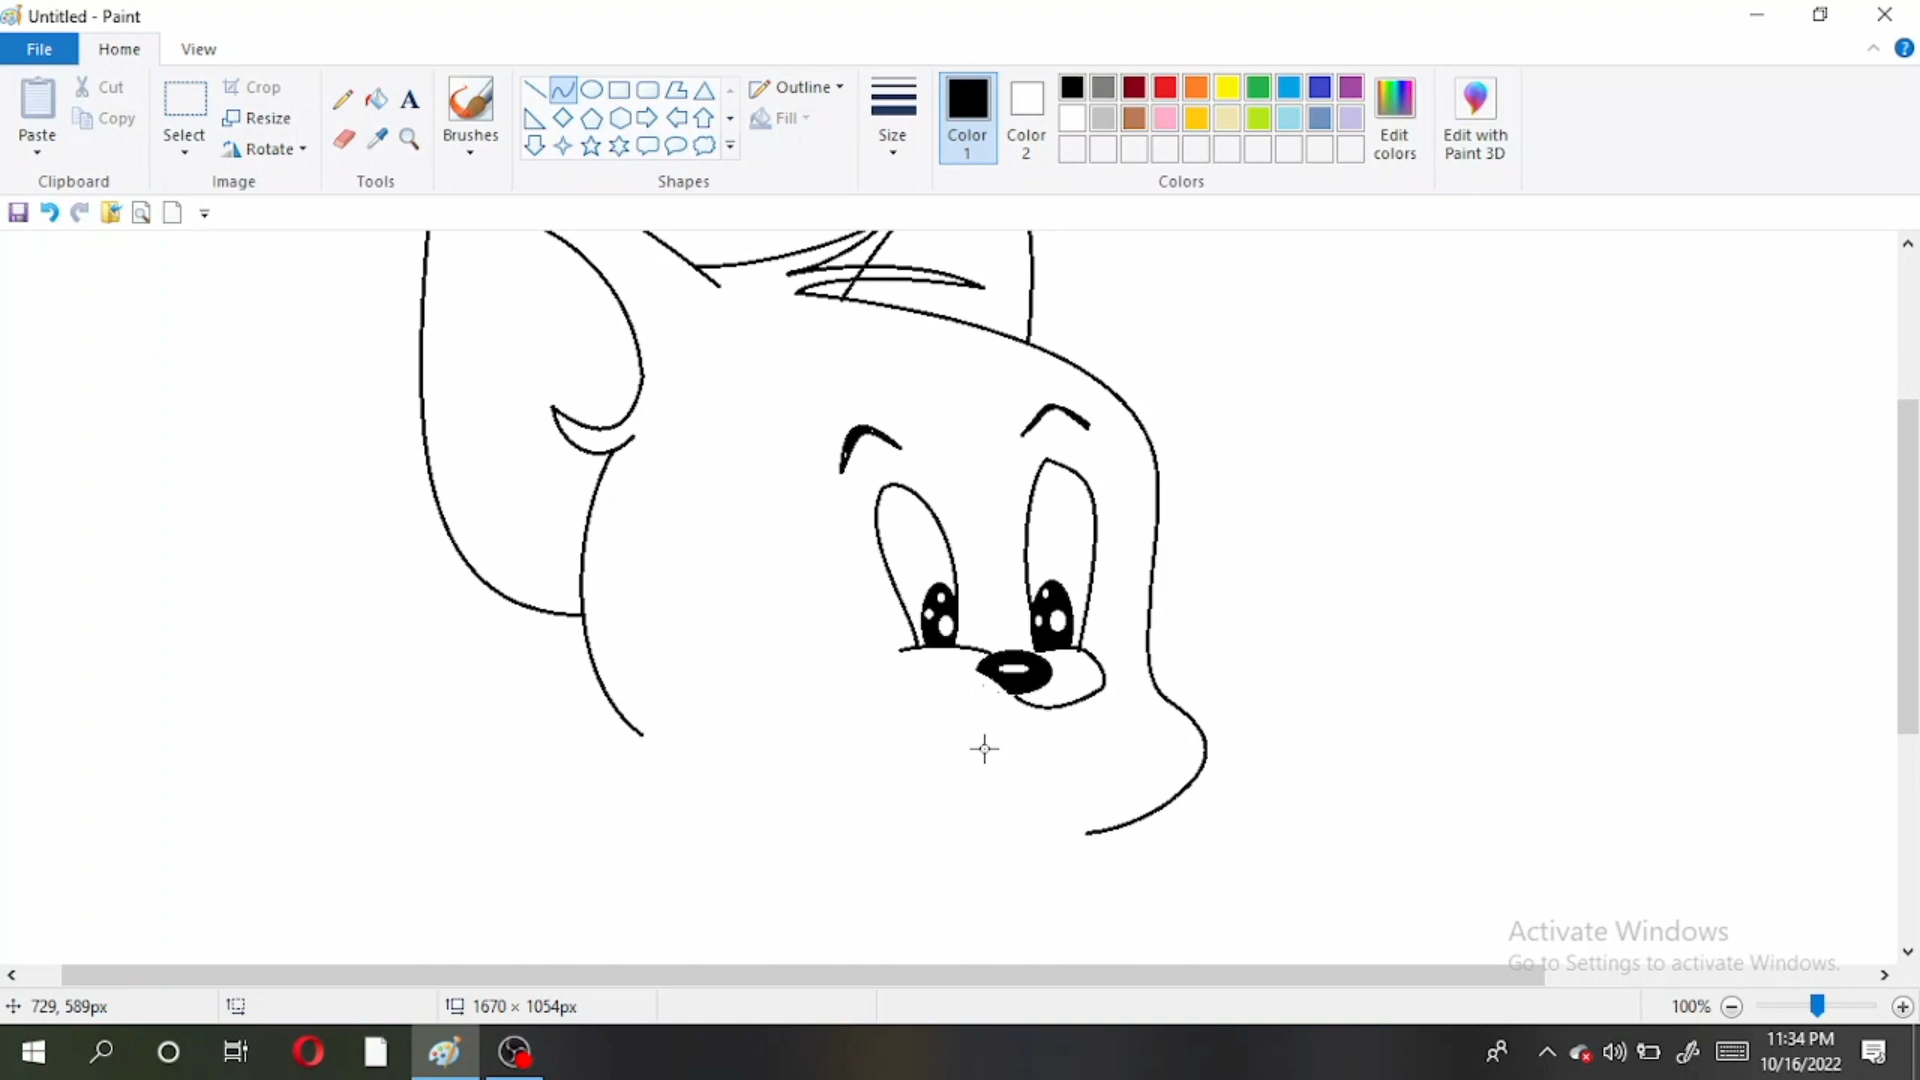 Untitled - Paint
File Home View
Paste Cut Copy Clipboard
Select Crop Resize Rotate Image
A Tools
Brushes
Outline Fill Shapes
Size
Color 1 Color 2 Edit colors Colors
Edit with Paint 3D
Activate Windows
Go to Settings to activate Windows.
729, 589px 1670 × 1054px 100%
11:34 PM
10/16/2022